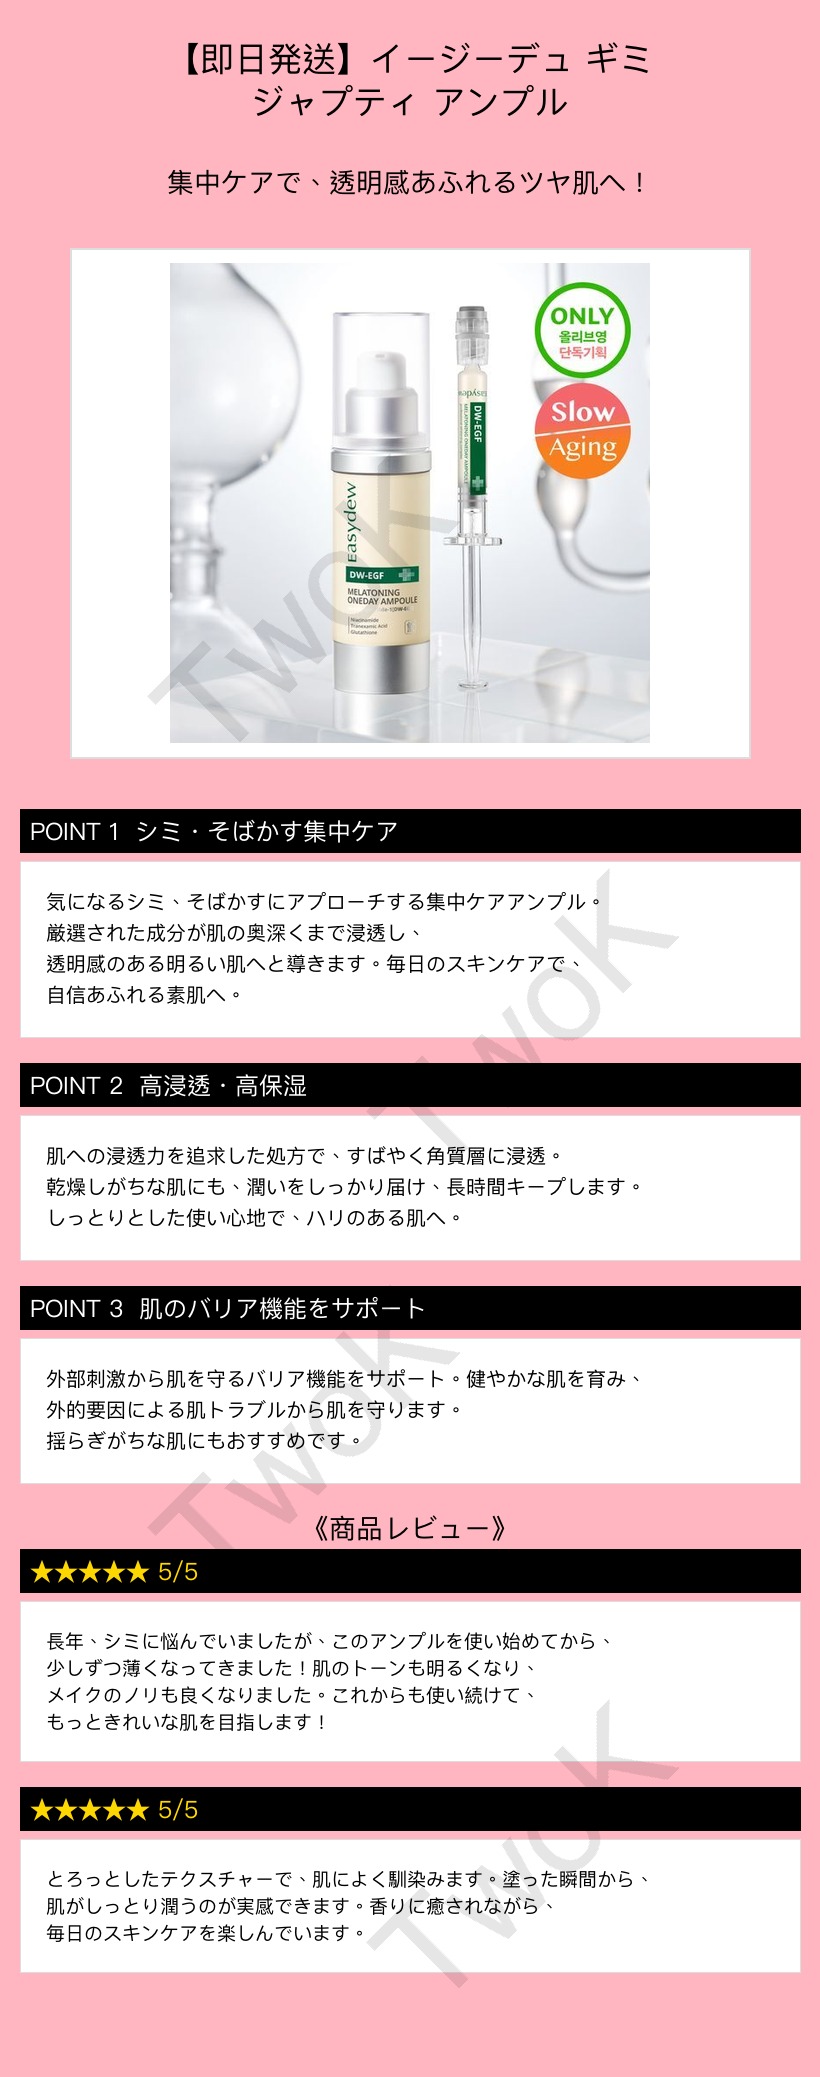 【即日発送】イージーデュ ギミ
ジャプティ アンプル
集中ケアで、透明感あふれるツヤ肌へ！
ONLY
올리브영
단독기획
Slow
Aging
Easydew
DW-EGF
MELATONING
ONEDAY AMPOULE
Niacinamide
Tranexamic Acid
Glutathione
Easydew
DW-EGF
MELATONING ONEDAY AMPOULE
TwoK
POINT 1 シミ・そばかす集中ケア
気になるシミ、そばかすにアプローチする集中ケアアンプル。
厳選された成分が肌の奥深くまで浸透し、
透明感のある明るい肌へと導きます。毎日のスキンケアで、
自信あふれる素肌へ。
TwoK
POINT 2 高浸透・高保湿
肌への浸透力を追求した処方で、すばやく角質層に浸透。
乾燥しがちな肌にも、潤いをしっかり届け、長時間キープします。
しっとりとした使い心地で、ハリのある肌へ。
POINT 3 肌のバリア機能をサポート
外部刺激から肌を守るバリア機能をサポート。健やかな肌を育み、
外的要因による肌トラブルから肌を守ります。
揺らぎがちな肌にもおすすめです。
TwoK
《商品レビュー》
★★★★★ 5/5
長年、シミに悩んでいましたが、このアンプルを使い始めてから、
少しずつ薄くなってきました！肌のトーンも明るくなり、
メイクのノリも良くなりました。これからも使い続けて、
もっときれいな肌を目指します！
★★★★★ 5/5
とろっとしたテクスチャーで、肌によく馴染みます。塗った瞬間から、
肌がしっとり潤うのが実感できます。香りに癒されながら、
毎日のスキンケアを楽しんでいます。
TwoK